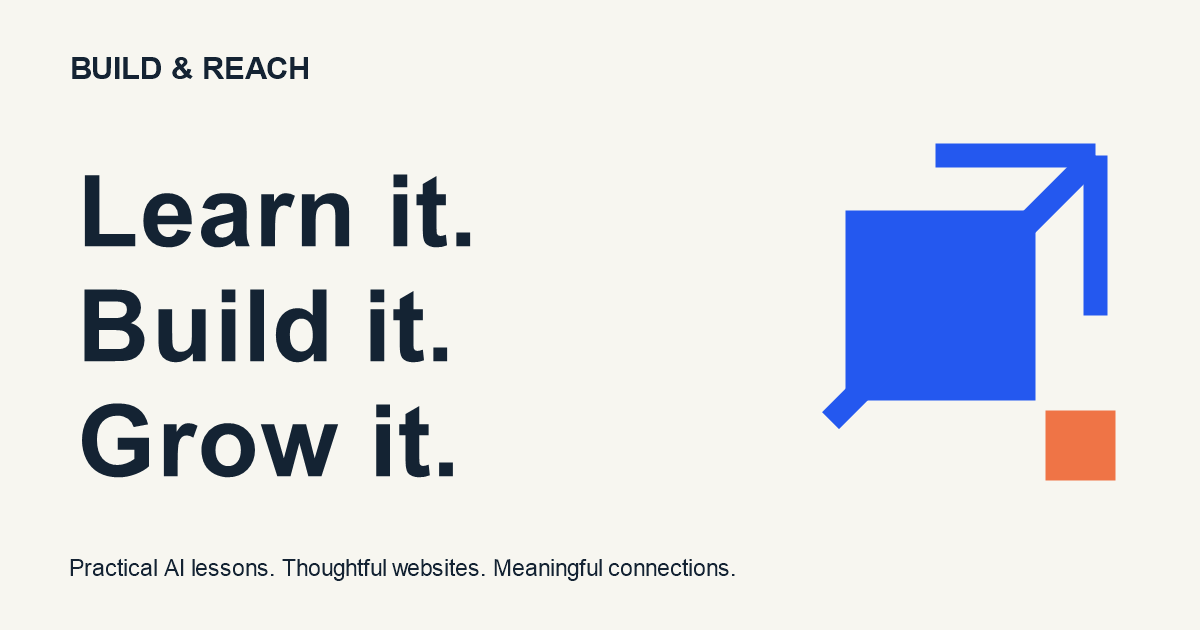 BUILD & REACH
Learn it.
Build it.
Grow it.
Practical AI lessons. Thoughtful websites. Meaningful connections.